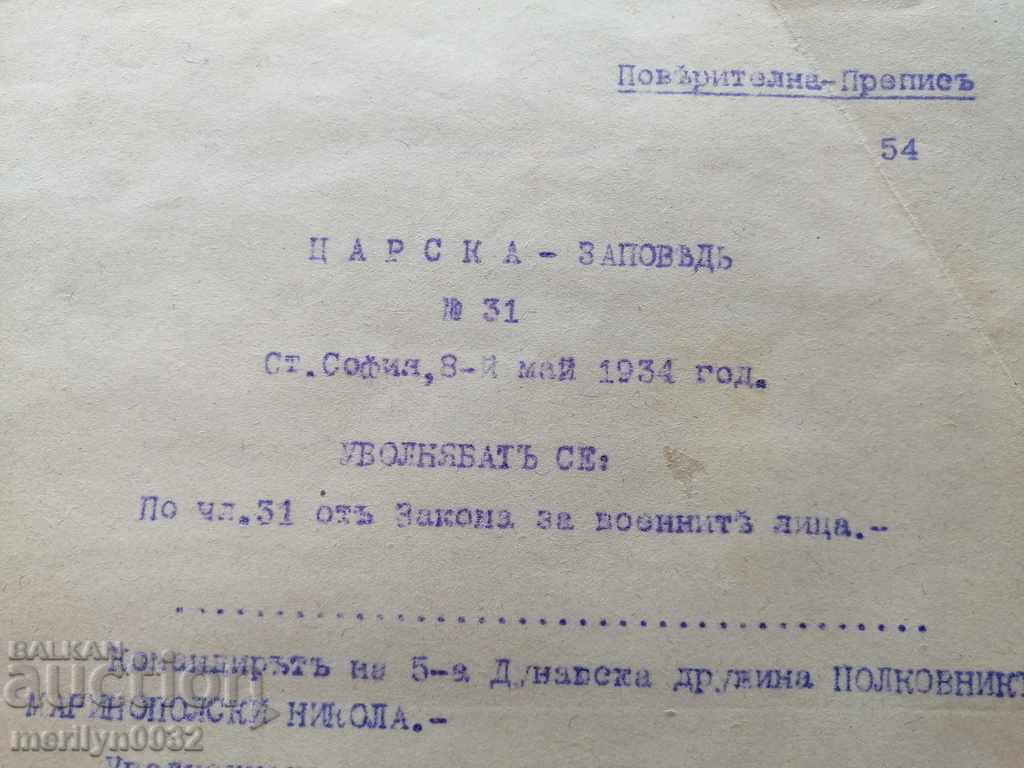 Повѣрителна-Преписъ
54
Ц А Р С К А - ЗАПОВѢДЬ
№ 31
Ст.София, 8-й май 1934 год.
УВОЛНЯВАТЪ СЕ:
По чл.31 отъ Закона за военнитѣ лица.-
........................................
Командирътъ на 5-а Дунавска дружина ПОЛКОВНИКЪ
МАРИНОПОЛСКИ НИКОЛА.-
BALKAN
auction
merilyn0032